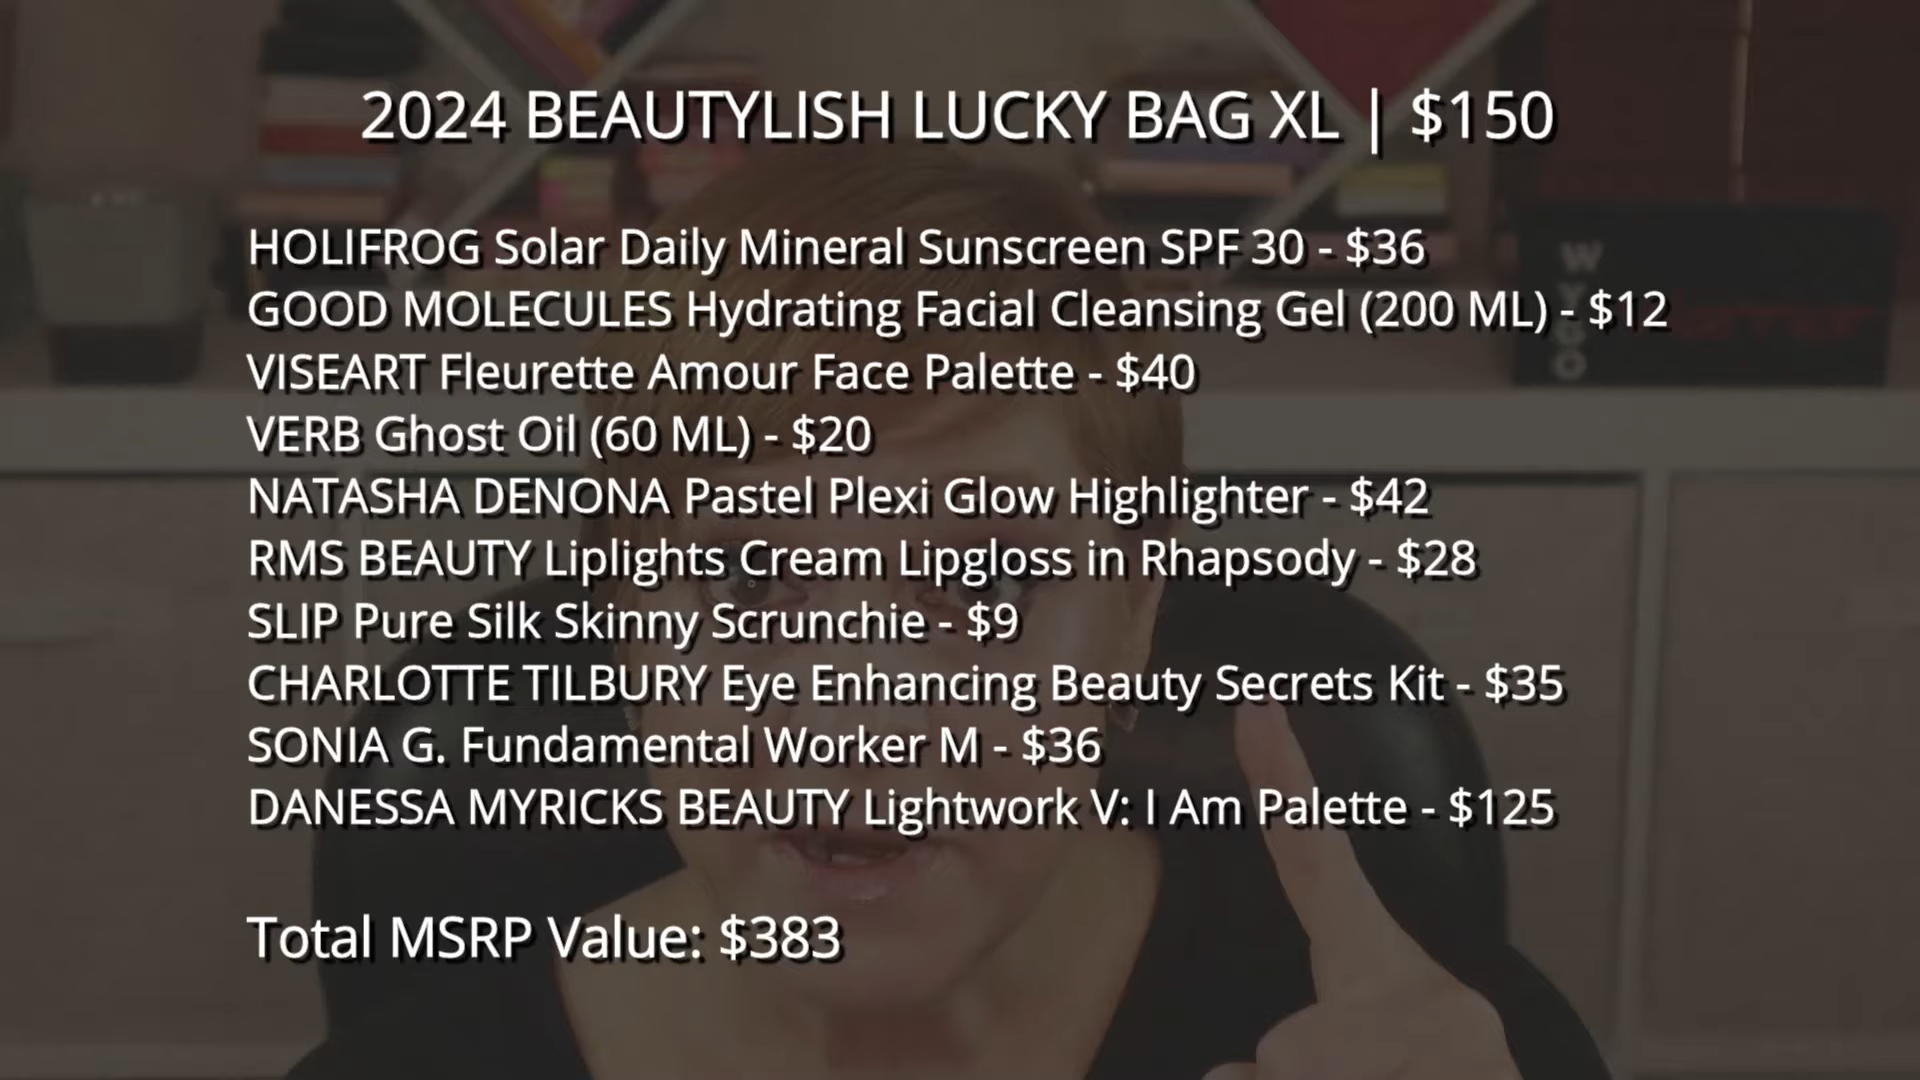 2024 BEAUTYLISH LUCKY BAG XL | $150
HOLIFROG Solar Daily Mineral Sunscreen SPF 30 - $36
GOOD MOLECULES Hydrating Facial Cleansing Gel (200 ML) - $12
VISEART Fleurette Amour Face Palette - $40
VERB Ghost Oil (60 ML) - $20
NATASHA DENONA Pastel Plexi Glow Highlighter - $42
RMS BEAUTY Liplights Cream Lipgloss in Rhapsody - $28
SLIP Pure Silk Skinny Scrunchie - $9
CHARLOTTE TILBURY Eye Enhancing Beauty Secrets Kit - $35
SONIA G. Fundamental Worker M - $36
DANESSA MYRICKS BEAUTY Lightwork V: I Am Palette - $125
Total MSRP Value: $383